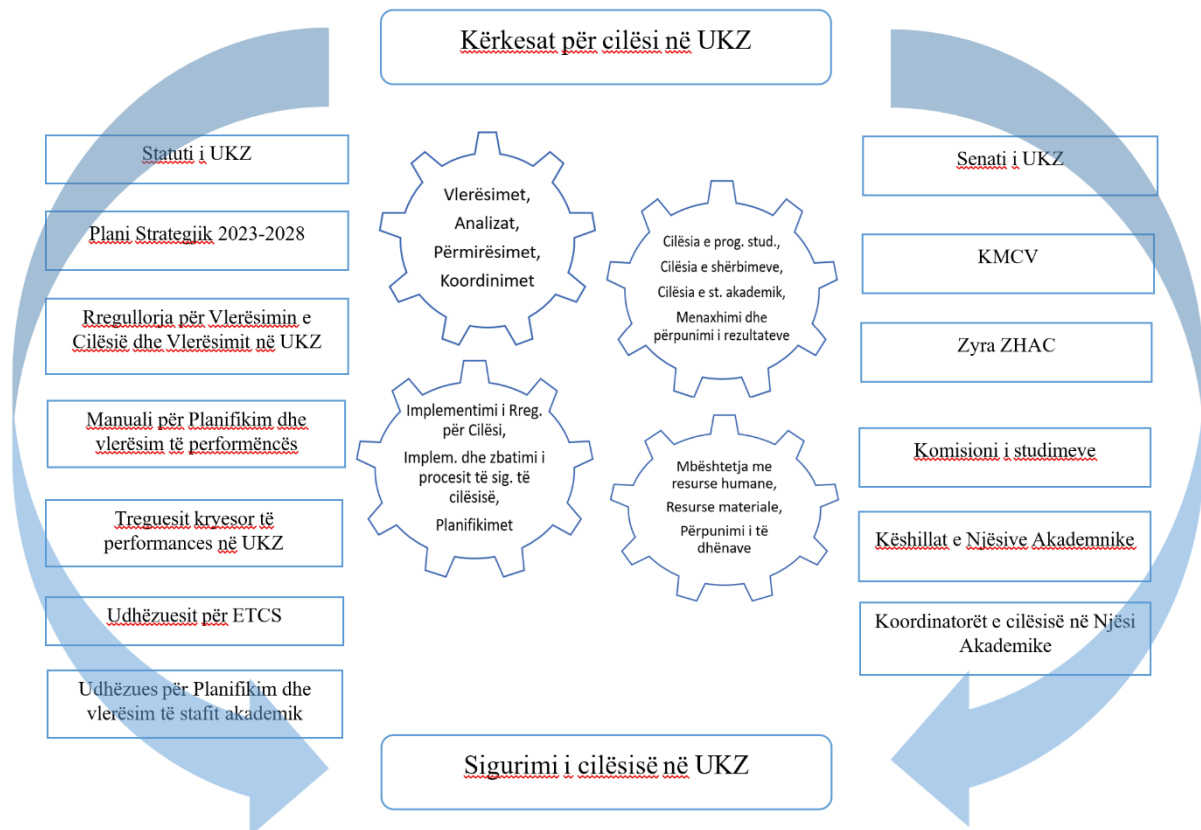 Kërkesat për cilësi në UKZ
Statuti i UKZ
Plani Strategjik 2023-2028
Rregullorja për Vlerësimin e
Cilësië dhe Vlerësimit në UKZ
Manuali për Planifikim dhe
vlerësim të performëncës
Treguesit kryesor të
performances në UKZ
Udhëzuesit për ETCS
Udhëzues për Planifikim dhe
vlerësim të stafit akademik
Vlerësimet,
Analizat,
Përmirësimet,
Koordinimet
Cilësia e prog. stud.,
Cilësia e shërbimeve,
Cilësia e st. akademik,
Menaxhimi dhe
përpunimi i rezultateve
Implementimi i Rreg.
për Cilësi,
Implem. dhe zbatimi i
procesit të sig. të
cilësisë,
Planifikimet
Mbështetja me
resurse humane,
Resurse materiale,
Përpunimi i të
dhënave
Senati i UKZ
KMCV
Zyra ZHAC
Komisioni i studimeve
Këshillat e Njësive Akademnike
Koordinatorët e cilësisë në Njësi
Akademike
Sigurimi i cilësisë në UKZ